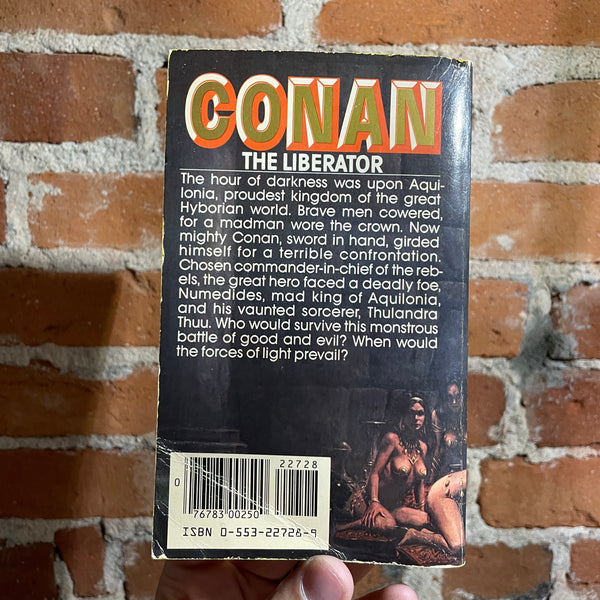 CONAN
THE LIBERATOR
The hour of darkness was upon Aqui-
lonia, proudest kingdom of the great
Hyborian world. Brave men cowered,
for a madman wore the crown. Now
mighty Conan, sword in hand, girded
himself for a terrible confrontation.
Chosen commander-in-chief of the reb-
els, the great hero faced a deadly foe,
Numedides, mad king of Aquilonia,
and his vaunted sorcerer, Thulandra
Thuu. Who would survive this monstrous
battle of good and evil? When would
the forces of light prevail?
22728
0
76783 00250
ISBN 0-553-22728-9